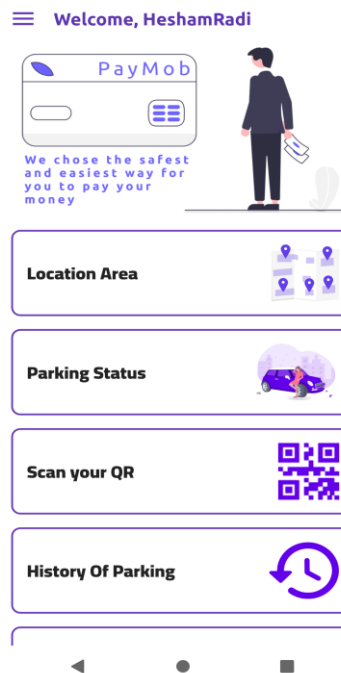 Welcome, HeshamRadi
PayMob
We chose the safest
and easiest way for
you to pay your
money
Location Area
Parking Status
Scan your QR
History Of Parking